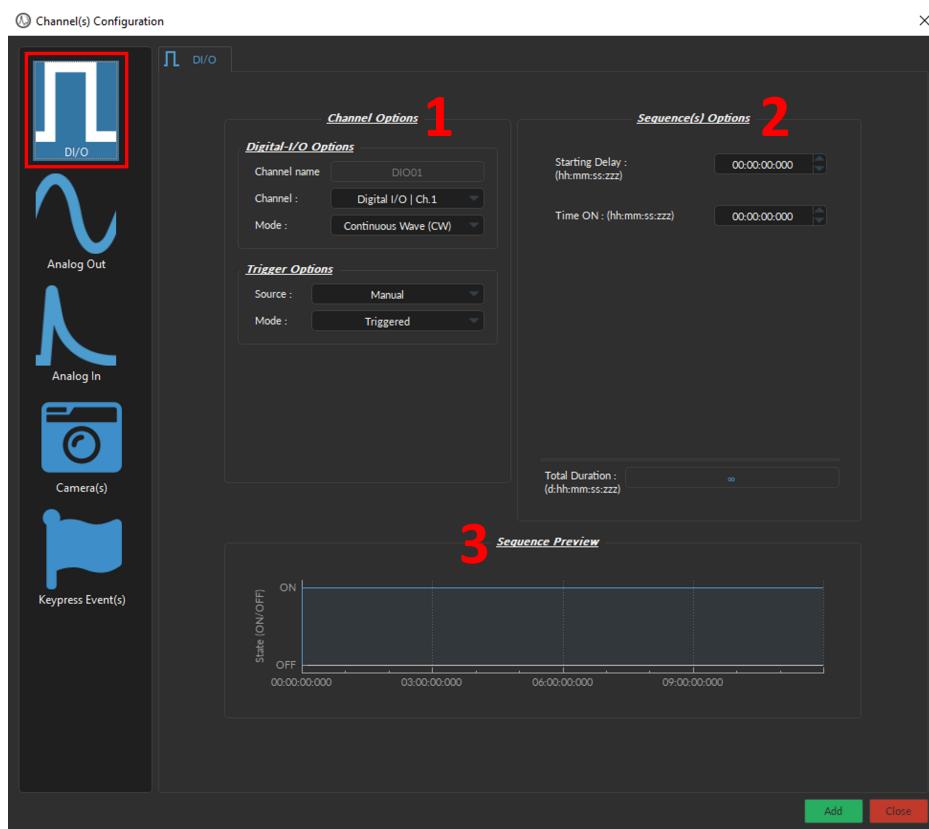 Channel(s) Configuration
DI/O
Analog Out
Analog In
Camera(s)
Keypress Event(s)
DI/O
Channel Options 1
Digital-I/O Options
Channel name DIO01
Channel : Digital I/O | Ch.1
Mode : Continuous Wave (CW)
Trigger Options
Source : Manual
Mode : Triggered
Sequence(s) Options 2
Starting Delay : 00:00:00:000
(hh:mm:ss:zzz)
Time ON : (hh:mm:ss:zzz) 00:00:00:000
Total Duration : ∞
(d:hh:mm:ss:zzz)
3 Sequence Preview
State (ON/OFF)
ON
OFF
00:00:00:000 03:00:00:000 06:00:00:000 09:00:00:000
Add Close